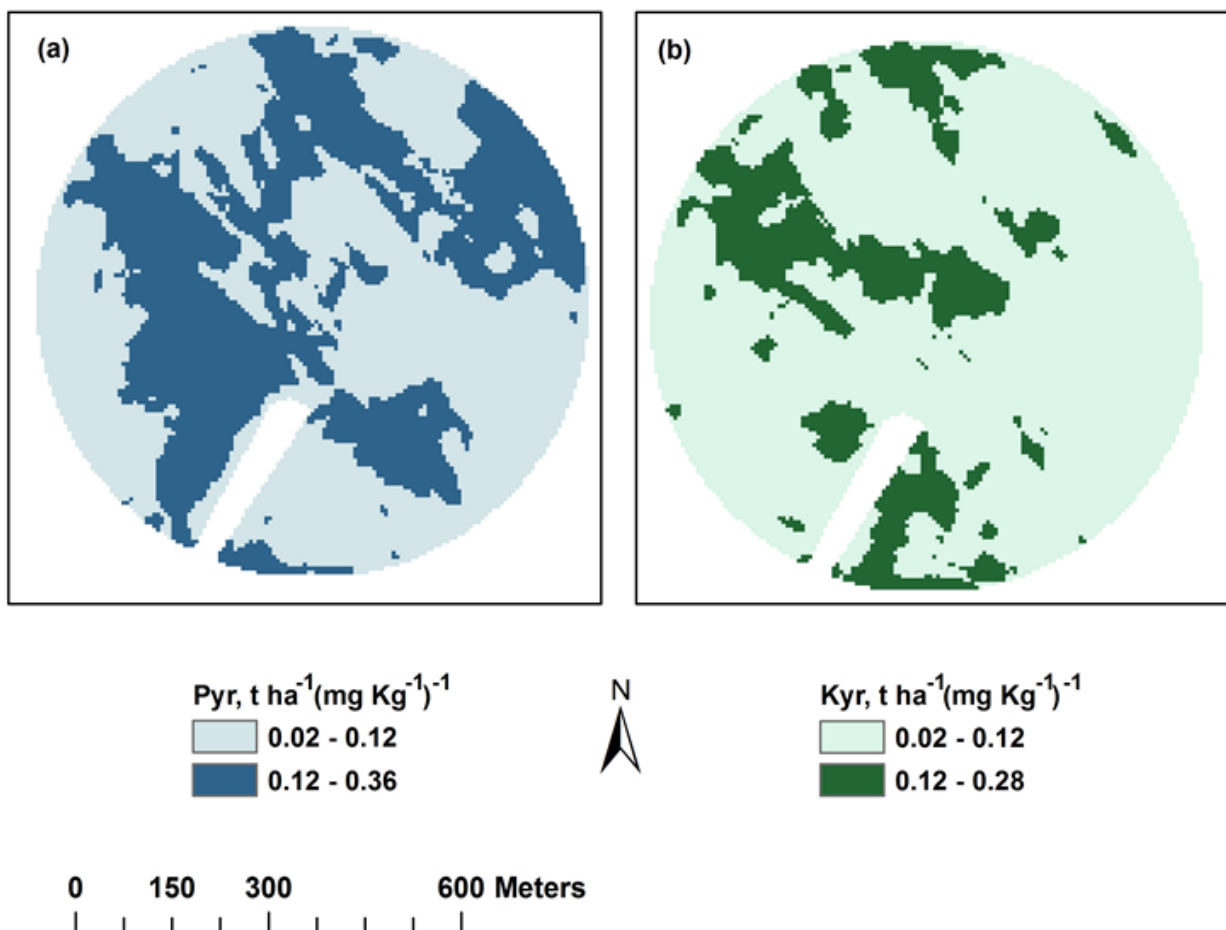 (a)
(b)
Pyr, t ha⁻¹(mg Kg⁻¹)⁻¹
0.02 - 0.12
0.12 - 0.36
N
Kyr, t ha⁻¹(mg Kg⁻¹)⁻¹
0.02 - 0.12
0.12 - 0.28
0 150 300 600 Meters